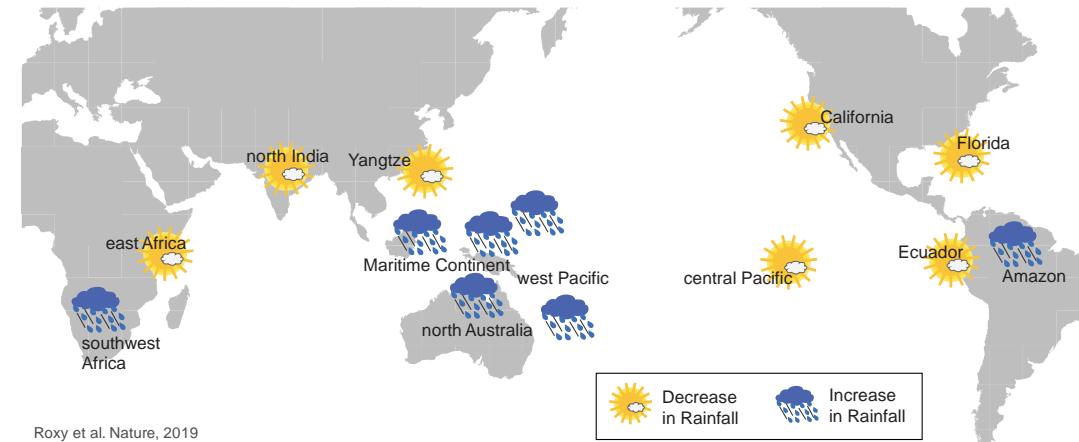 California
Florida
north India
Yangtze
east Africa
Ecuador
Maritime Continent
west Pacific
central Pacific
Amazon
north Australia
southwest
Africa
Decrease
in Rainfall
Increase
in Rainfall
Roxy et al. Nature, 2019